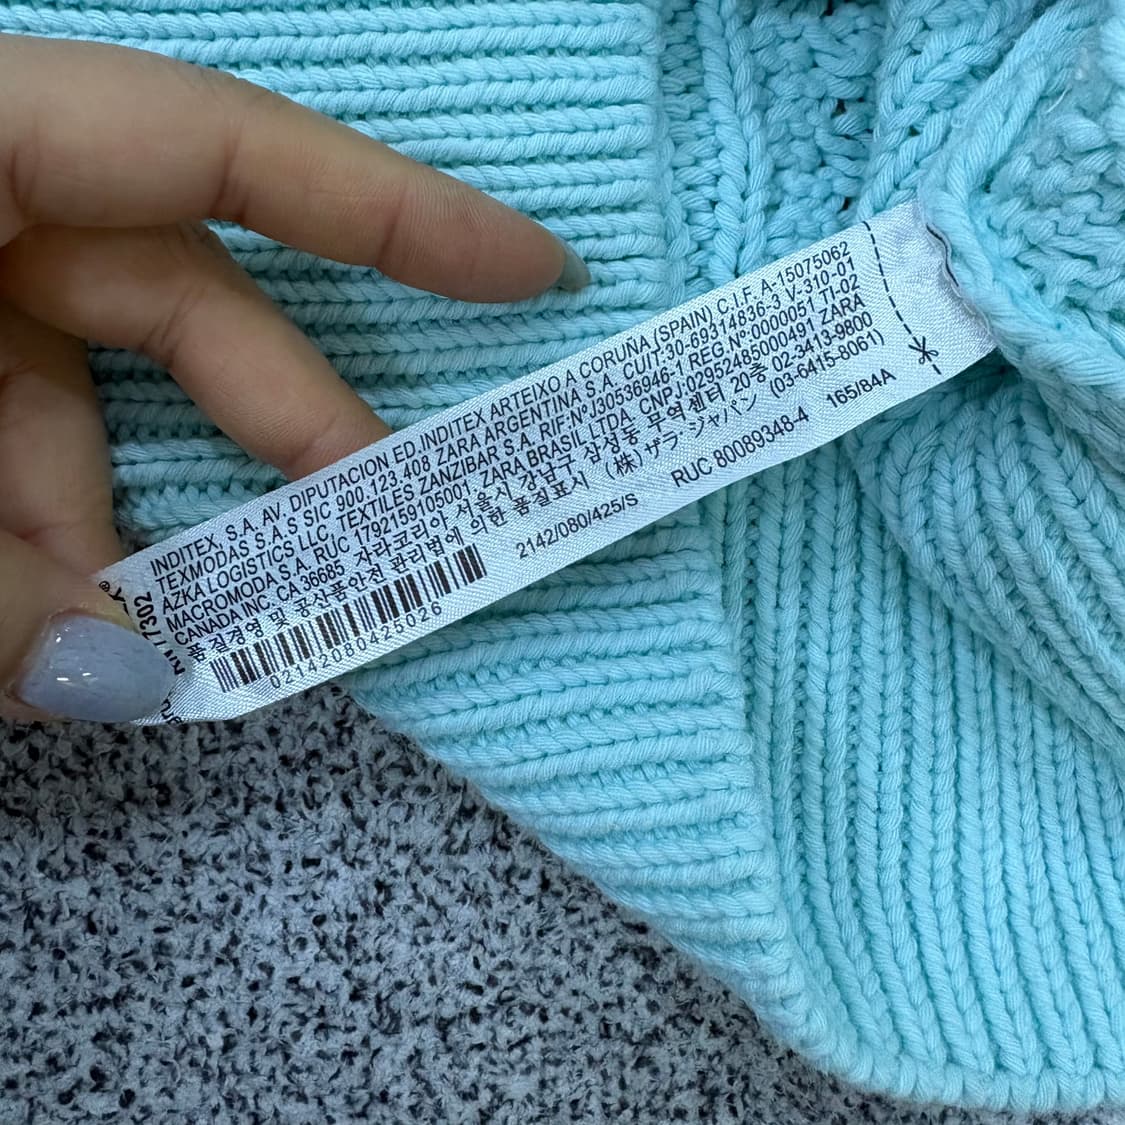 INDITEX, S.A. AV. DIPUTACION ED.INDITEX ARTEIXO A CORUNA (SPAIN) C.I.F. A-15075062
TEXMODAS S.A.S SIC 900.123.408 ZARA ARGENTINA S.A. CUIT:30-69314836-3 V-310-01
AZKA LOGISTICS LLC, TEXTILES ZANZIBAR S.A. RIF:NºJ30536946-1 REG.Nº:0000051 TI-02
MACROMODA S.A. RUC 1792159105001, ZARA BRASIL LTDA. CNPJ:02952485000491 ZARA
CANADA INC, CA 36685 자라코리아 서울시 강남구 삼성동 무역센터 20층 02-3413-9800
품질경영 및 공산품안전 관리법에 의한 품질표시 (株)ザラ・ジャパン (03-6415-8061)
2142/080/425/S RUC 80089348-4 165/84A
02142080425026